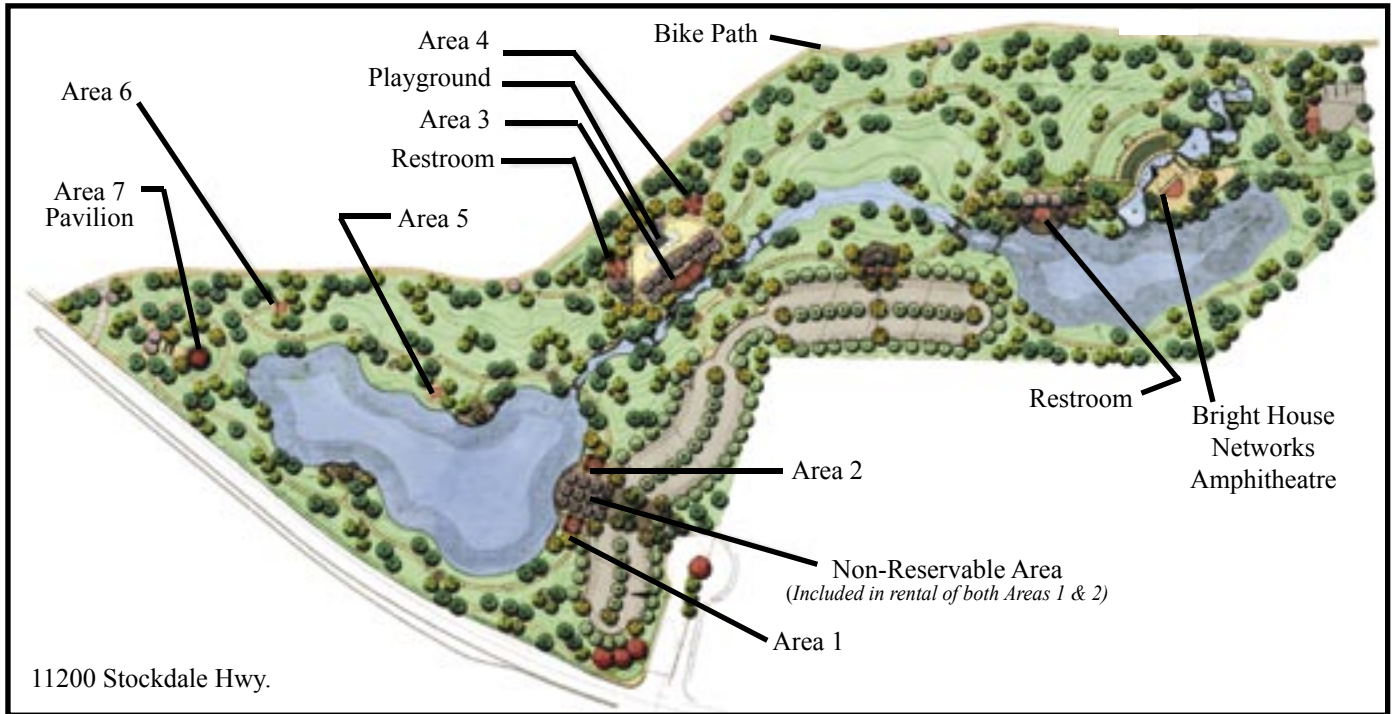 Area 4
Bike Path
Playground
Area 6
Area 3
Restroom
Area 7
Pavilion
Area 5
Restroom
Bright House
Networks
Amphitheatre
Area 2
Non-Reservable Area
(Included in rental of both Areas 1 & 2)
Area 1
11200 Stockdale Hwy.